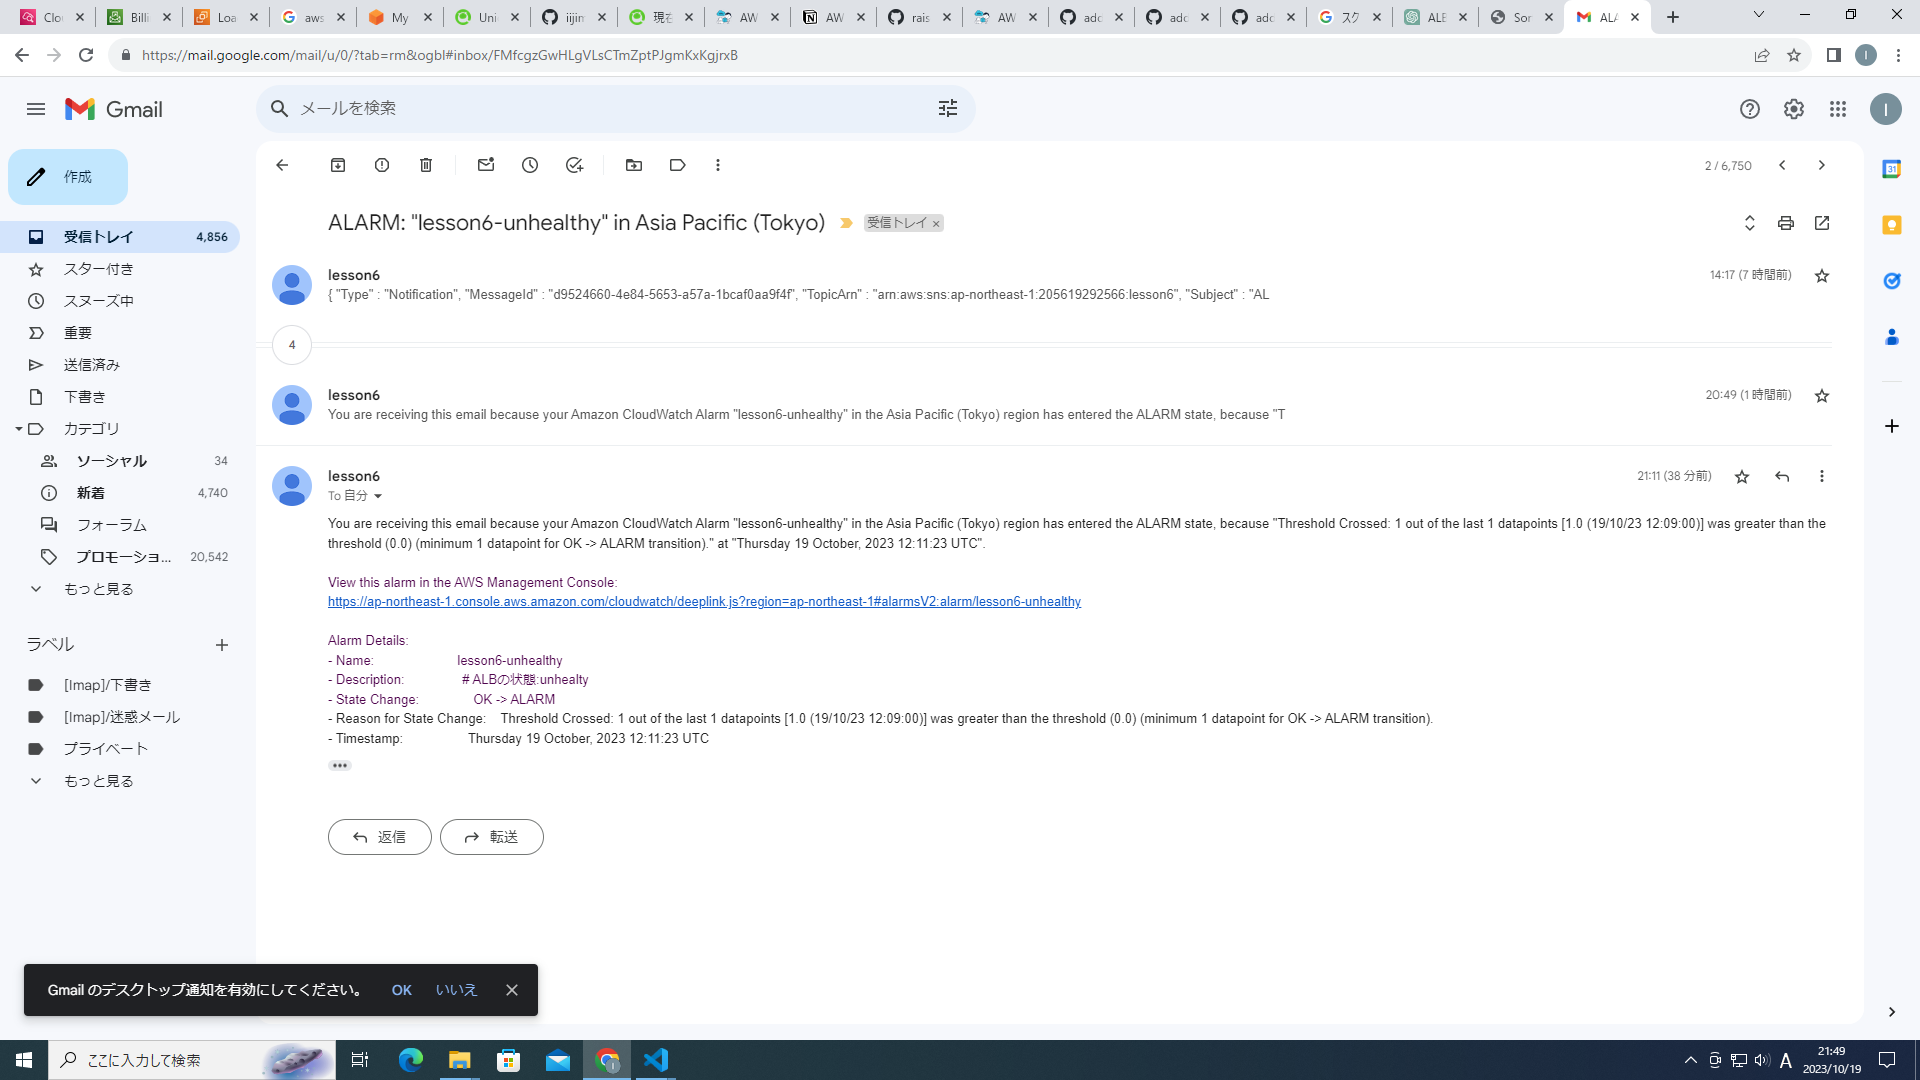 Clou
Billi
Loa
aws
My
Uni
iijin
現在
AW
AW
rais
AW
adc
adc
adc
スク
ALB
Sor
ALA
https://mail.google.com/mail/u/0/?tab=rm&ogbl#inbox/FMfcgzGwHLgVLsCTmZptPJgmKxKgjrxB
I
Gmail
メールを検索
I
作成
2 / 6,750
31
受信トレイ 4,856
スター付き
スヌーズ中
重要
送信済み
下書き
カテゴリ
ソーシャル 34
新着 4,740
フォーラム
プロモーショ... 20,542
もっと見る
ラベル
[Imap]/下書き
[Imap]/迷惑メール
プライベート
もっと見る
ALARM: "lesson6-unhealthy" in Asia Pacific (Tokyo)
受信トレイ
lesson6
14:17 (7 時間前)
{ "Type" : "Notification", "MessageId" : "d9524660-4e84-5653-a57a-1bcaf0aa9f4f", "TopicArn" : "arn:aws:sns:ap-northeast-1:205619292566:lesson6", "Subject" : "AL
4
lesson6
20:49 (1 時間前)
You are receiving this email because your Amazon CloudWatch Alarm "lesson6-unhealthy" in the Asia Pacific (Tokyo) region has entered the ALARM state, because "T
lesson6
21:11 (38 分前)
To 自分
You are receiving this email because your Amazon CloudWatch Alarm "lesson6-unhealthy" in the Asia Pacific (Tokyo) region has entered the ALARM state, because "Threshold Crossed: 1 out of the last 1 datapoints [1.0 (19/10/23 12:09:00)] was greater than the
threshold (0.0) (minimum 1 datapoint for OK -> ALARM transition)." at "Thursday 19 October, 2023 12:11:23 UTC".
View this alarm in the AWS Management Console:
https://ap-northeast-1.console.aws.amazon.com/cloudwatch/deeplink.js?region=ap-northeast-1#alarmsV2:alarm/lesson6-unhealthy
Alarm Details:
- Name: lesson6-unhealthy
- Description: # ALBの状態:unhealty
- State Change: OK -> ALARM
- Reason for State Change: Threshold Crossed: 1 out of the last 1 datapoints [1.0 (19/10/23 12:09:00)] was greater than the threshold (0.0) (minimum 1 datapoint for OK -> ALARM transition).
- Timestamp: Thursday 19 October, 2023 12:11:23 UTC
返信
転送
Gmail のデスクトップ通知を有効にしてください。 OK いいえ
ここに入力して検索
A
21:49
2023/10/19